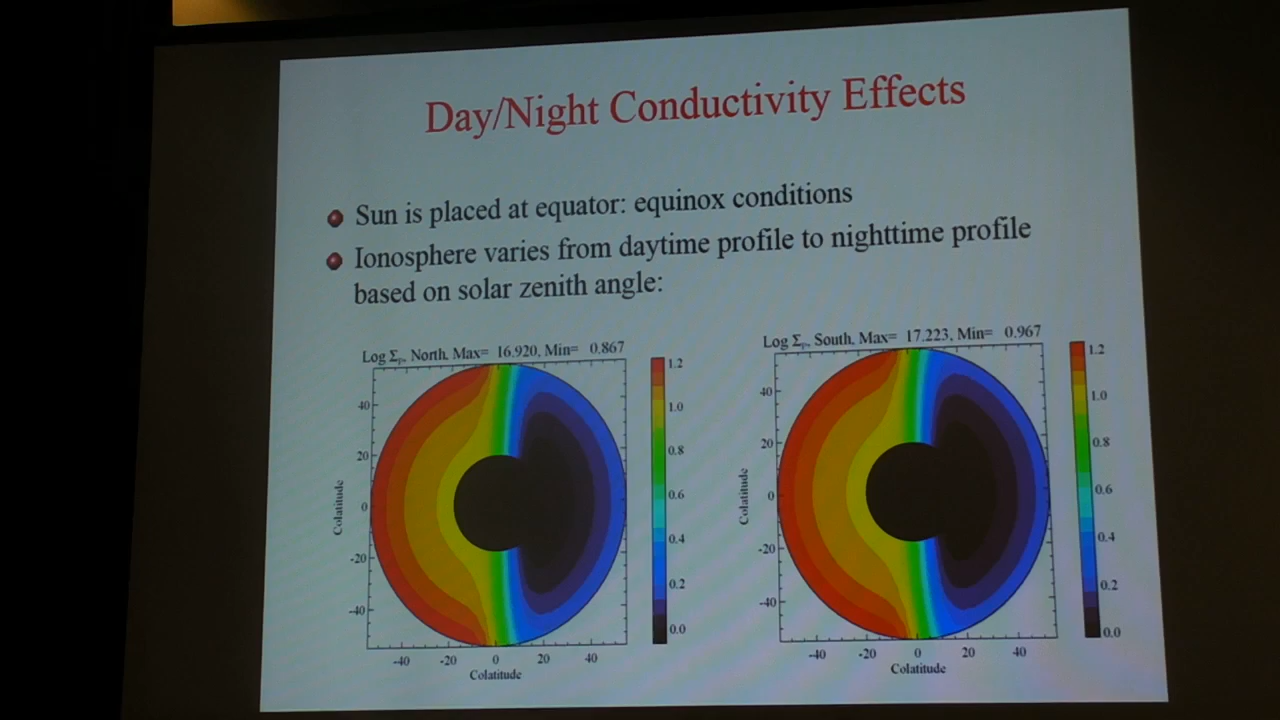 Day/Night Conductivity Effects
Sun is placed at equator: equinox conditions
Ionosphere varies from daytime profile to nighttime profile
based on solar zenith angle:
Log Σp, North, Max= 16.920, Min= 0.867
1.2
1.0
0.8
0.6
0.4
0.2
0.0
40
20
0
-20
-40
Colatitude
-40 -20 0 20 40
Colatitude
Log Σp, South, Max= 17.223, Min= 0.967
1.2
1.0
0.8
0.6
0.4
0.2
0.0
40
20
0
-20
-40
Colatitude
-40 -20 0 20 40
Colatitude